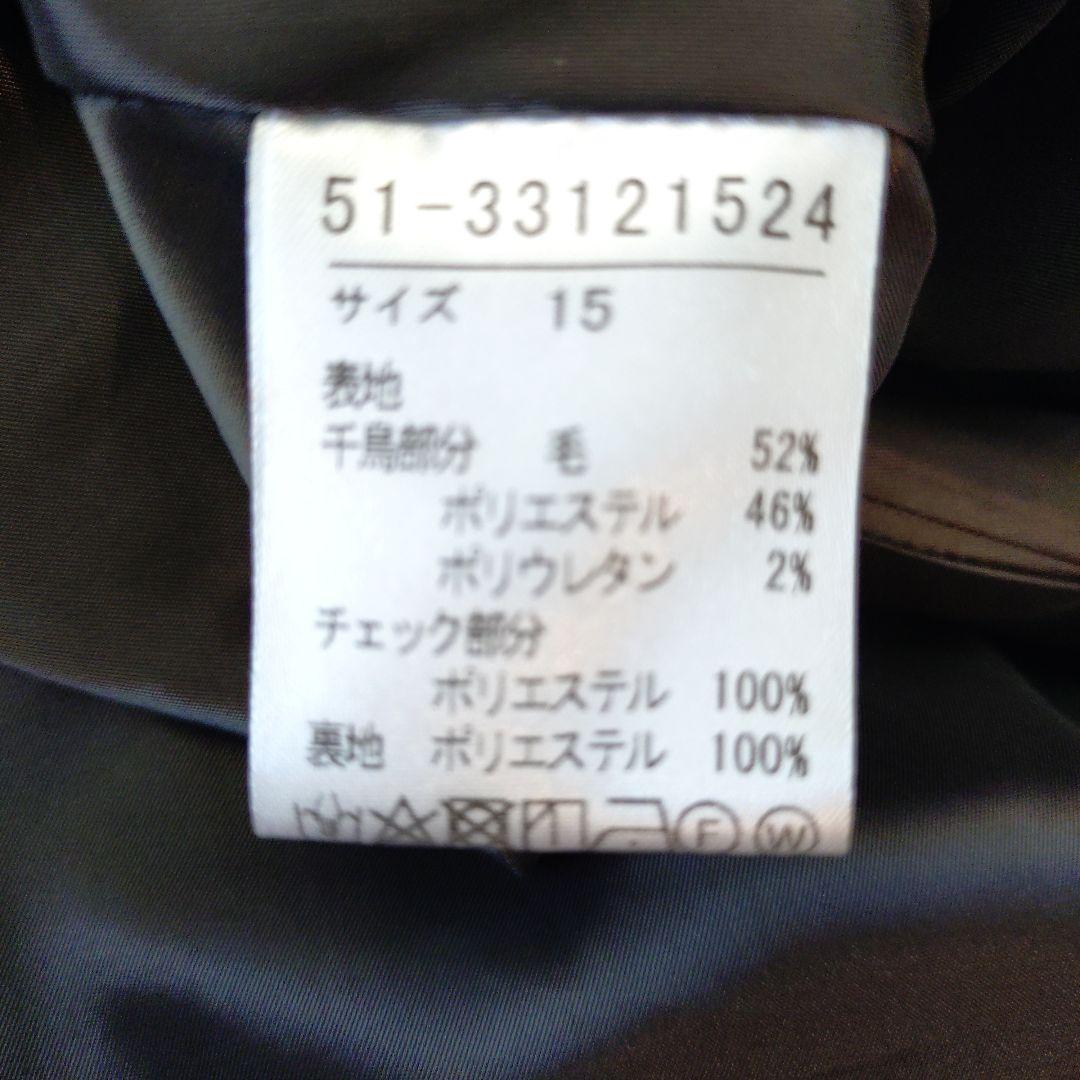 51-33121524
サイズ 15
表地
千鳥部分 毛 52%
ポリエステル 46%
ポリウレタン 2%
チェック部分
ポリエステル 100%
裏地 ポリエステル 100%
F W